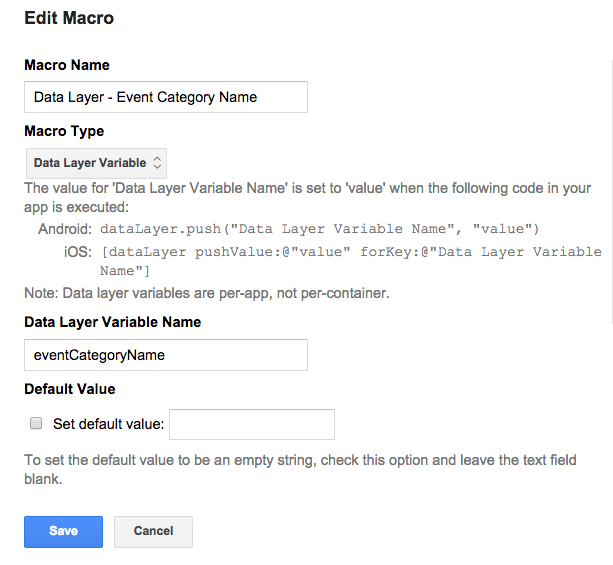 Edit Macro
Macro Name
Data Layer - Event Category Name
Macro Type
Data Layer Variable
The value for 'Data Layer Variable Name' is set to 'value' when the following code in your
app is executed:
Android: dataLayer.push("Data Layer Variable Name", "value")
iOS: [dataLayer pushValue:@"value" forKey:@"Data Layer Variable
Name"]
Note: Data layer variables are per-app, not per-container.
Data Layer Variable Name
eventCategoryName
Default Value
Set default value:
To set the default value to be an empty string, check this option and leave the text field
blank.
Save Cancel